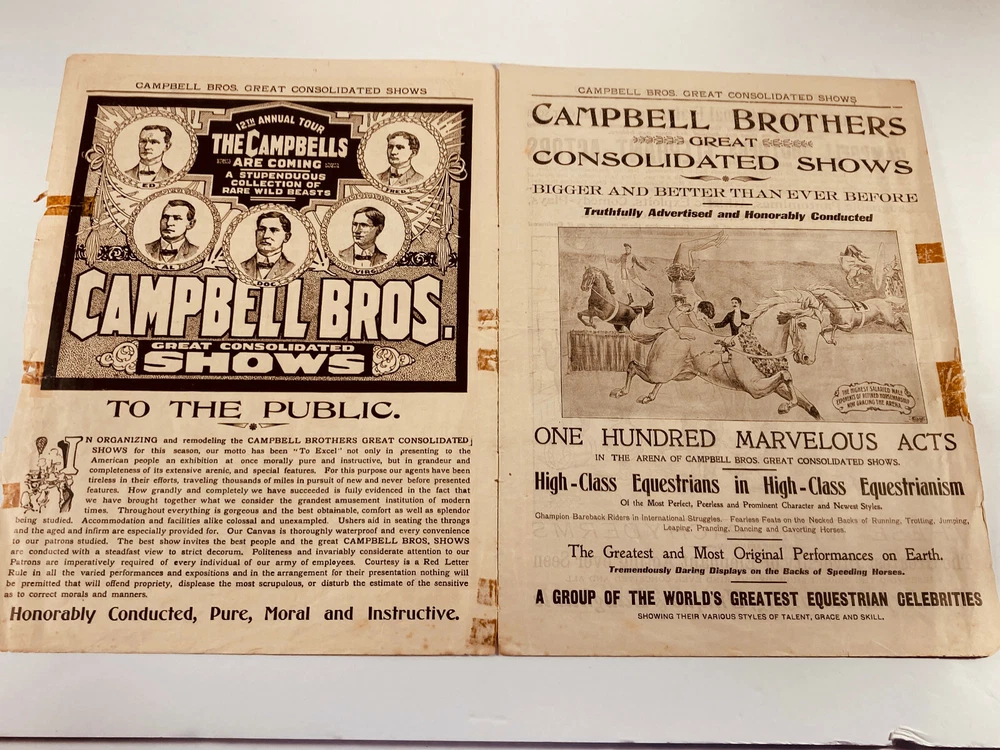 CAMPBELL BROS. GREAT CONSOLIDATED SHOWS
12TH ANNUAL TOUR
THE CAMPBELLS
ARE COMING
A STUPENDOUS
COLLECTION OF
RARE WILD BEASTS
ED.
FRED.
AL
DOC
VIRG.
CAMPBELL BROS.
GREAT CONSOLIDATED
SHOWS
TO THE PUBLIC.
IN ORGANIZING and remodeling the CAMPBELL BROTHERS GREAT CONSOLIDATED
SHOWS for this season, our motto has been "To Excel" not only in presenting to the
American people an exhibition at once morally pure and instructive, but in grandeur and
completeness of its extensive arenic, and special features. For this purpose our agents have been
tireless in their efforts, traveling thousands of miles in pursuit of new and never before presented
features. How grandly and completely we have succeeded is fully evidenced in the fact that
we have brought together what we consider the grandest amusement institution of modern
times. Throughout everything is gorgeous and the best obtainable, comfort as well as splendor
being studied. Accommodation and facilities alike colossal and unexampled. Ushers aid in seating the throngs
and the aged and infirm are especially provided for. Our Canvas is thoroughly waterproof and every convenience
to our patrons studied. The best show invites the best people and the great CAMPBELL BROS. SHOWS
are conducted with a steadfast view to strict decorum. Politeness and invariably considerate attention to our
Patrons are imperatively required of every individual of our army of employees. Courtesy is a Red Letter
Rule in all the varied performances and expositions and in the arrangement for their presentation nothing will
be premitted that will offend propriety, displease the most scrupulous, or disturb the estimate of the sensitive
as to correct morals and manners.
Honorably Conducted, Pure, Moral and Instructive.
CAMPBELL BROS. GREAT CONSOLIDATED SHOWS
CAMPBELL BROTHERS
GREAT
CONSOLIDATED SHOWS
BIGGER AND BETTER THAN EVER BEFORE
Truthfully Advertised and Honorably Conducted
THE HIGHEST SALARIED MALE
EXPONENTS OF REFINED HORSEMANSHIP
NOW GRACING THE ARENA.
ONE HUNDRED MARVELOUS ACTS
IN THE ARENA OF CAMPBELL BROS. GREAT CONSOLIDATED SHOWS.
High-Class Equestrians in High-Class Equestrianism
Of the Most Perfect, Peerless and Prominent Character and Newest Styles.
Champion Bareback Riders in International Struggles. Fearless Feats on the Necked Backs of Running, Trotting, Jumping,
Leaping, Prancing, Dancing and Cavorting Horses.
The Greatest and Most Original Performances on Earth.
Tremendously Daring Displays on the Backs of Speeding Horses.
A GROUP OF THE WORLD'S GREATEST EQUESTRIAN CELEBRITIES
SHOWING THEIR VARIOUS STYLES OF TALENT, GRACE AND SKILL.